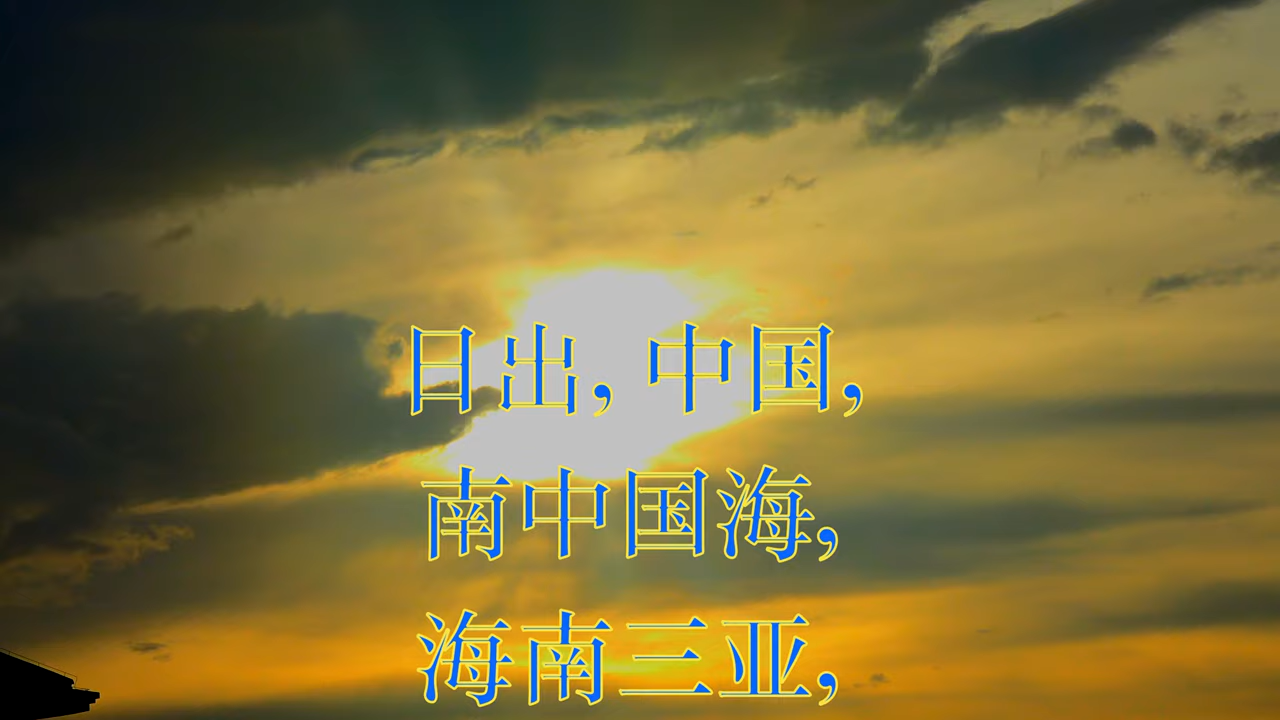 日出, 中国,
南中国海,
海南三亚,